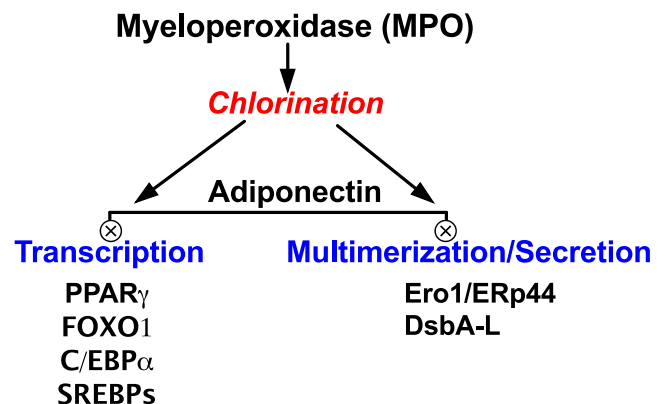 Myeloperoxidase (MPO)
Chlorination
Adiponectin
Transcription
Multimerization/Secretion
PPARγ
Ero1/ERp44
FOXO1
DsbA-L
C/EBPα
SREBPs